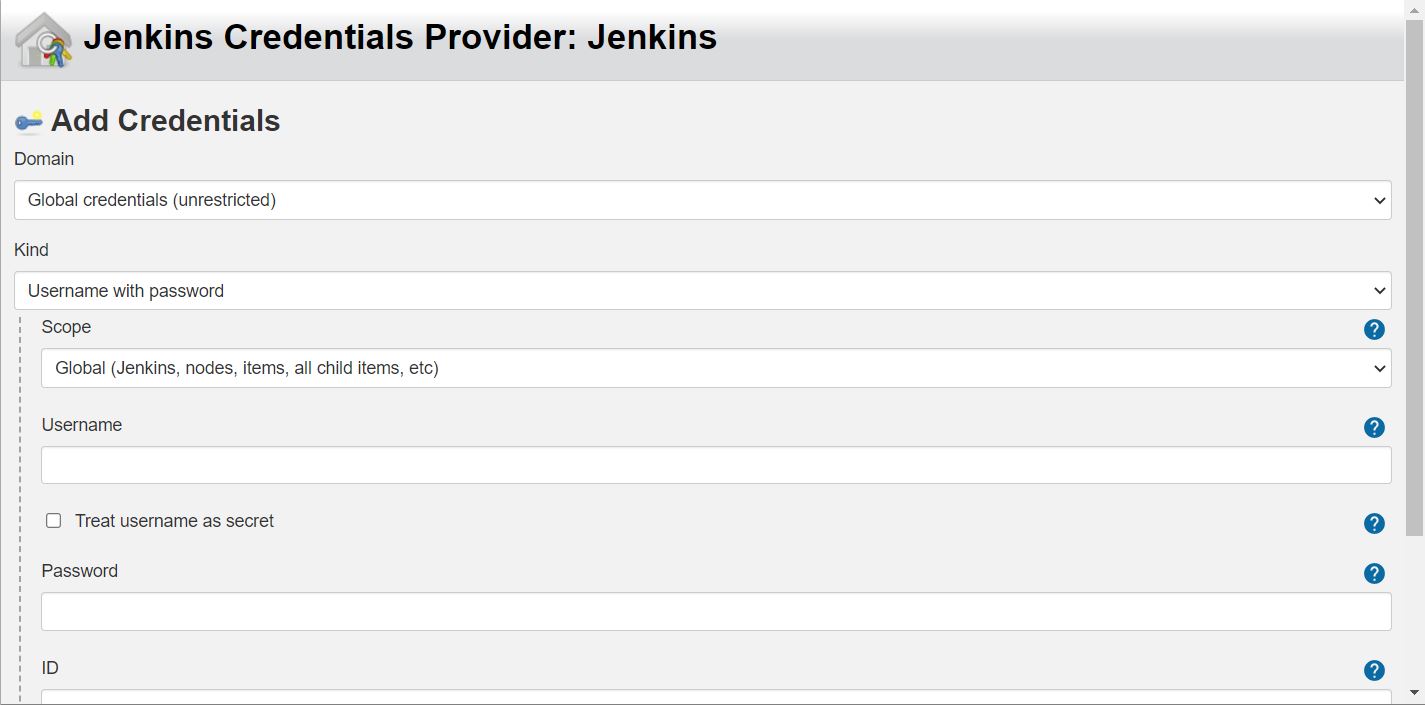 Jenkins Credentials Provider: Jenkins
Add Credentials
Domain
Global credentials (unrestricted)
Kind
Username with password
Scope
?
Global (Jenkins, nodes, items, all child items, etc)
Username
?
Treat username as secret
?
Password
?
ID
?